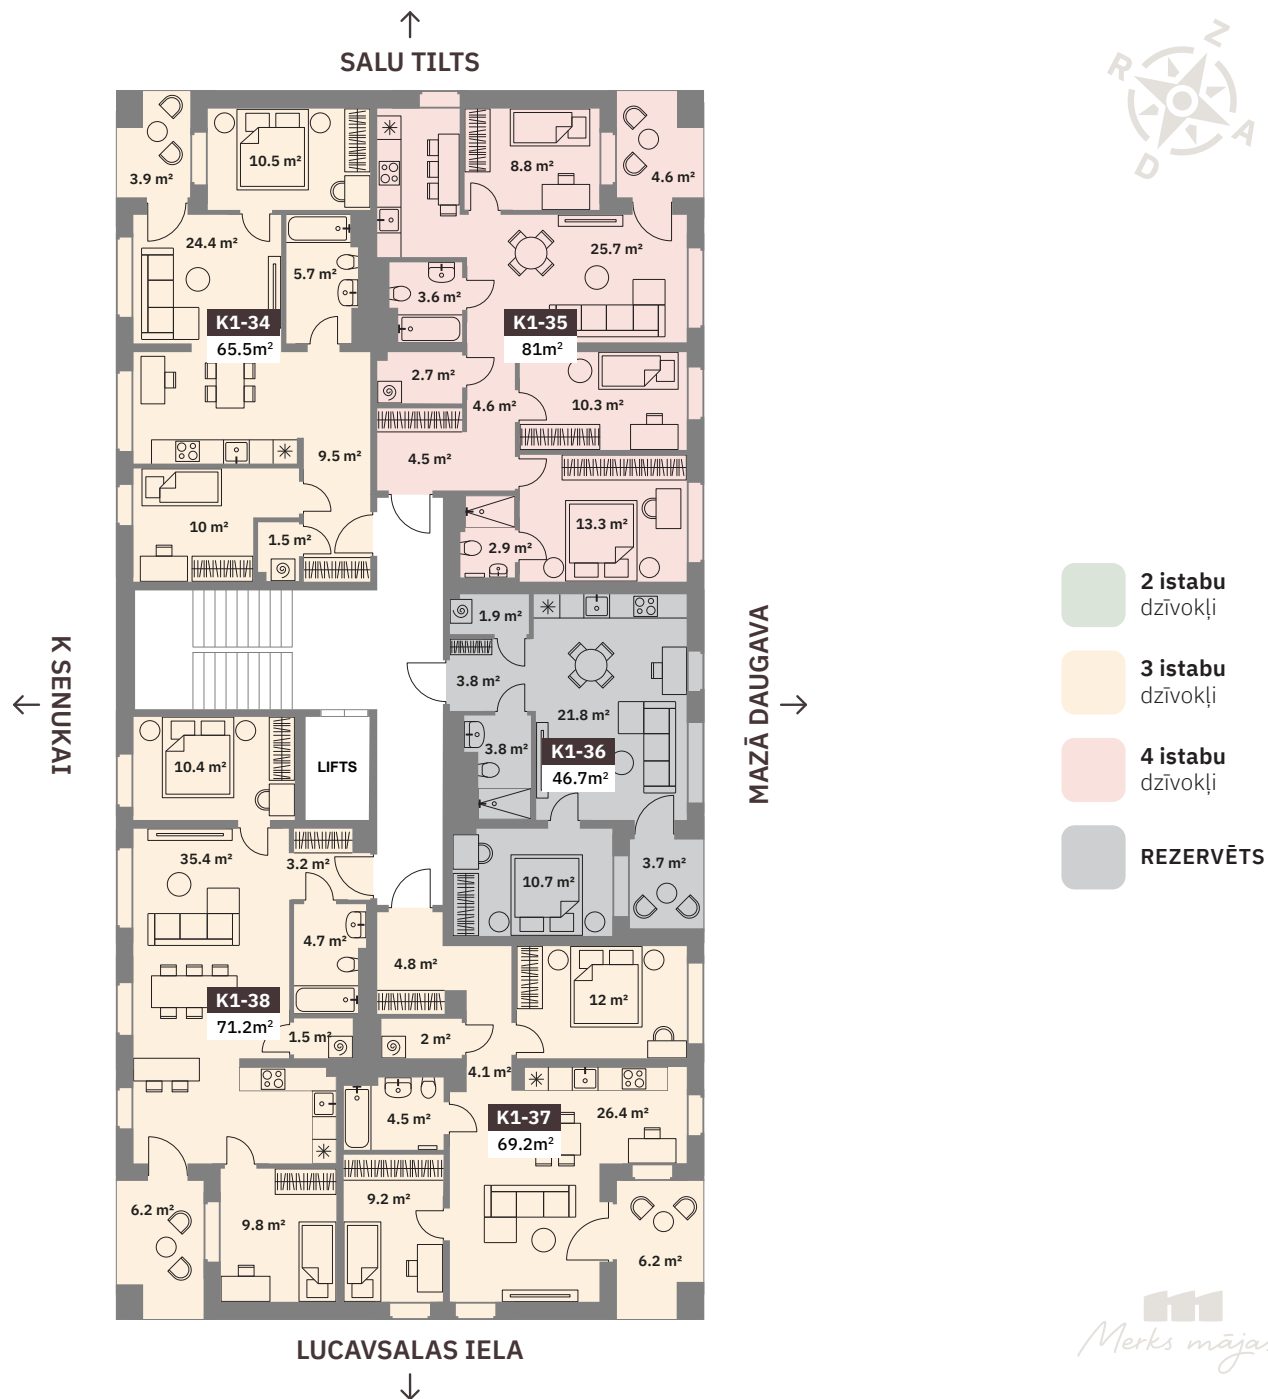 SALU TILTS
Z
R
A
D
3.9 m²
10.5 m²
8.8 m²
4.6 m²
24.4 m²
5.7 m²
25.7 m²
3.6 m²
K1-34
65.5m²
K1-35
81m²
2.7 m²
4.6 m²
10.3 m²
9.5 m²
4.5 m²
10 m²
1.5 m²
13.3 m²
2.9 m²
1.9 m²
3.8 m²
21.8 m²
3.8 m²
K1-36
46.7m²
10.4 m²
LIFTS
35.4 m²
3.2 m²
10.7 m²
3.7 m²
4.7 m²
4.8 m²
12 m²
K1-38
71.2m²
1.5 m²
2 m²
4.1 m²
4.5 m²
K1-37
69.2m²
26.4 m²
6.2 m²
9.8 m²
9.2 m²
6.2 m²
K SENUKAI
MAZĀ DAUGAVA
LUCAVSALAS IELA
2 istabu
dzīvokļi
3 istabu
dzīvokļi
4 istabu
dzīvokļi
REZERVĒTS
Merks māja